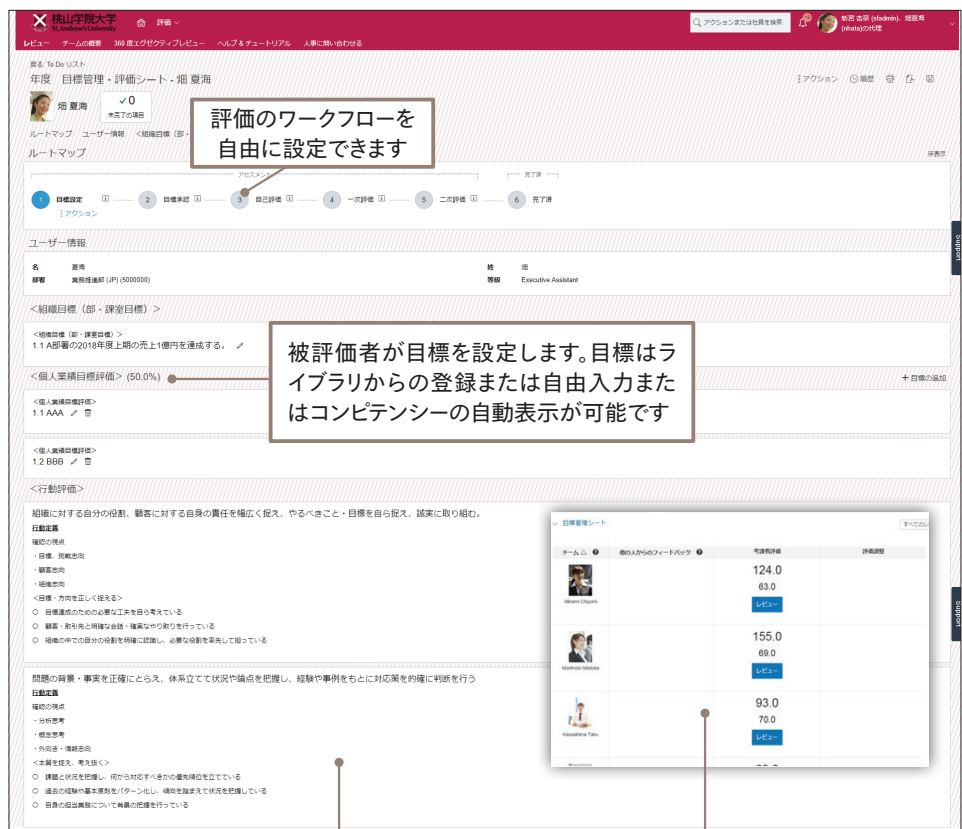 桃山学院大学
St.Andrew's University
評価
アクションまたは社員を検索
新宮 古奈 (sfadmin)、畑夏海
(nhata)の代理
レビュー チームの概要 360 度エグゼクティブレビュー ヘルプ & チュートリアル 人事に問い合わせる
戻る: To Do リスト
年度 目標管理・評価シート - 畑 夏海
アクション 履歴
畑 夏海
0
未完了の項目
評価のワークフローを
自由に設定できます
ルートマップ ユーザー情報 <組織目標（部・
ルートマップ
非表示
アセスメント
完了済
1 目標設定 2 目標承認 3 自己評価 4 一次評価 5 二次評価 6 完了済
アクション
ユーザー情報
名 夏海 姓 畑
部署 業務推進部 (JP) (5000000) 等級 Executive Assistant
<組織目標（部・課室目標）>
<組織目標（部・課室目標）>
1.1 A部署の2018年度上期の売上1億円を達成する。
被評価者が目標を設定します。目標はラ
イブラリからの登録または自由入力また
はコンピテンシーの自動表示が可能です
<個人業績目標評価> (50.0%)
+ 目標の追加
<個人業績目標評価>
1.1 AAA
<個人業績目標評価>
1.2 BBB
<行動評価>
組織に対する自分の役割、顧客に対する自身の責任を幅広く捉え、やるべきこと・目標を自ら捉え、誠実に取り組む。
行動定義
確認の視点
・目標、挑戦志向
・顧客志向
・組織志向
<目標・方向を正しく捉える>
○ 目標達成のための必要な工夫を自ら考えている
○ 顧客・取引先と明確な会話・確実なやり取りを行っている
○ 組織の中での自分の役割を明確に認識し、必要な役割を率先して担っている
目標管理シート
すべてのレ
チーム 他の人からのフィードバック 考課者評価 評価調整
124.0
63.0
レビュー
Minami Chiyomi
155.0
69.0
レビュー
Morimoto Madoka
93.0
70.0
レビュー
Kawashima Taku
問題の背景・事実を正確にとらえ、体系立てて状況や論点を把握し、経験や事例をもとに対応策を的確に判断を行う
行動定義
確認の視点
・分析思考
・概念思考
・外向き・情報志向
<本質を捉え、考え抜く>
○ 課題と状況を把握し、何から対応すべきかの優先順位を立てている
○ 過去の経験や基本原則をパターン化し、傾向を踏まえて状況を把握している
○ 自身の担当業務について背景の把握を行っている
Support
Support